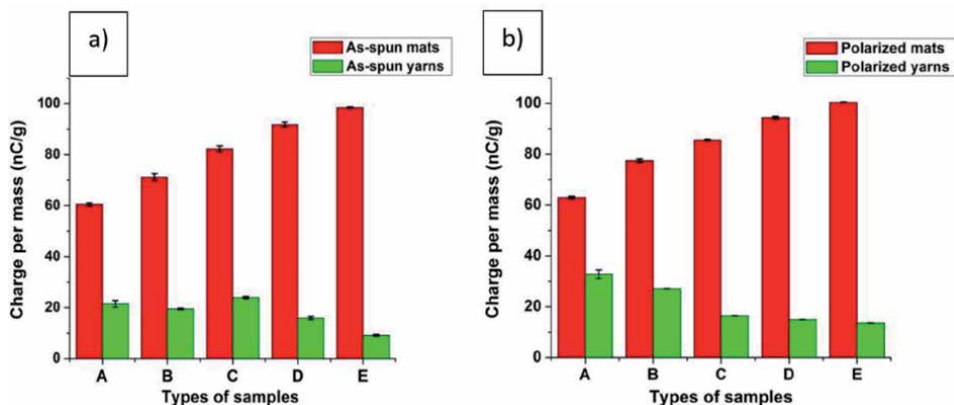 a)
As-spun mats
As-spun yarns
Charge per mass (nC/g)
100
80
60
40
20
0
A B C D E
Types of samples
b)
Polarized mats
Polarized yarns
Charge per mass (nC/g)
100
80
60
40
20
0
A B C D E
Types of samples